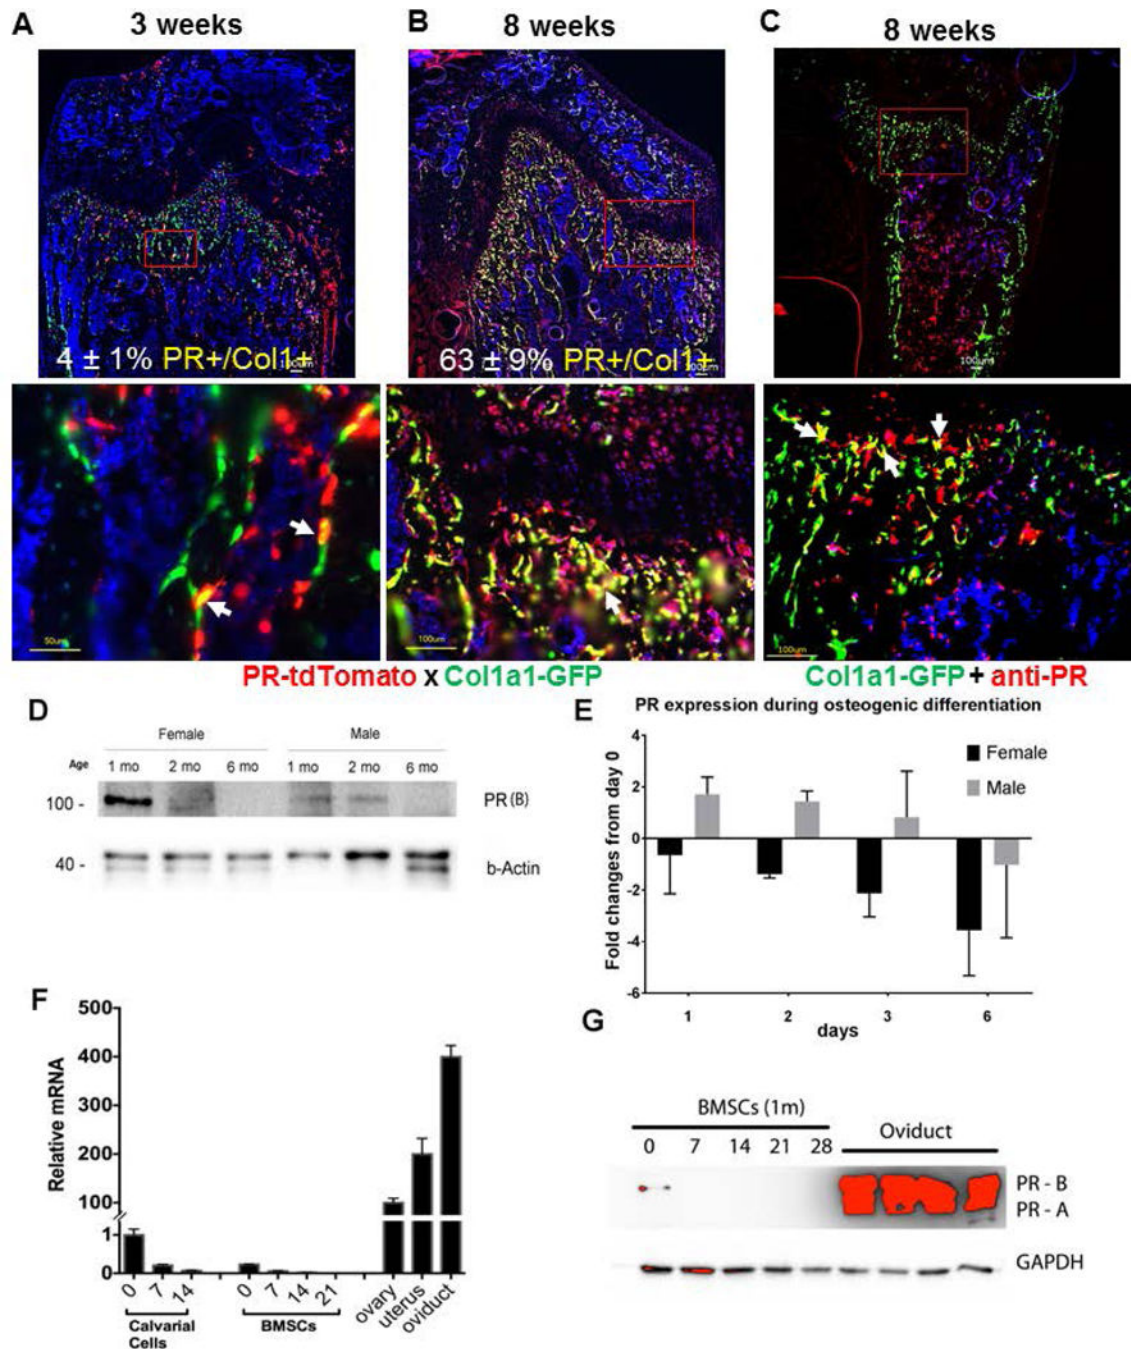 A
3 weeks
B
8 weeks
C
8 weeks
4 ± 1% PR+/Col1+
100um
63 ± 9% PR+/Col1+
100um
100um
50um
100um
100um
PR-tdTomato x Col1a1-GFP
Col1a1-GFP + anti-PR
D
Female
Male
Age
1 mo
2 mo
6 mo
1 mo
2 mo
6 mo
100 -
PR (B)
40 -
b-Actin
E
PR expression during osteogenic differentiation
Fold changes from day 0
4
2
0
-2
-4
-6
Female
Male
1
2
3
6
days
F
Relative mRNA
500
400
300
200
100
1
0
0
7
14
0
7
14
21
ovary
uterus
oviduct
Calvarial
Cells
BMSCs
G
BMSCs (1m)
0
7
14
21
28
Oviduct
PR - B
PR - A
GAPDH